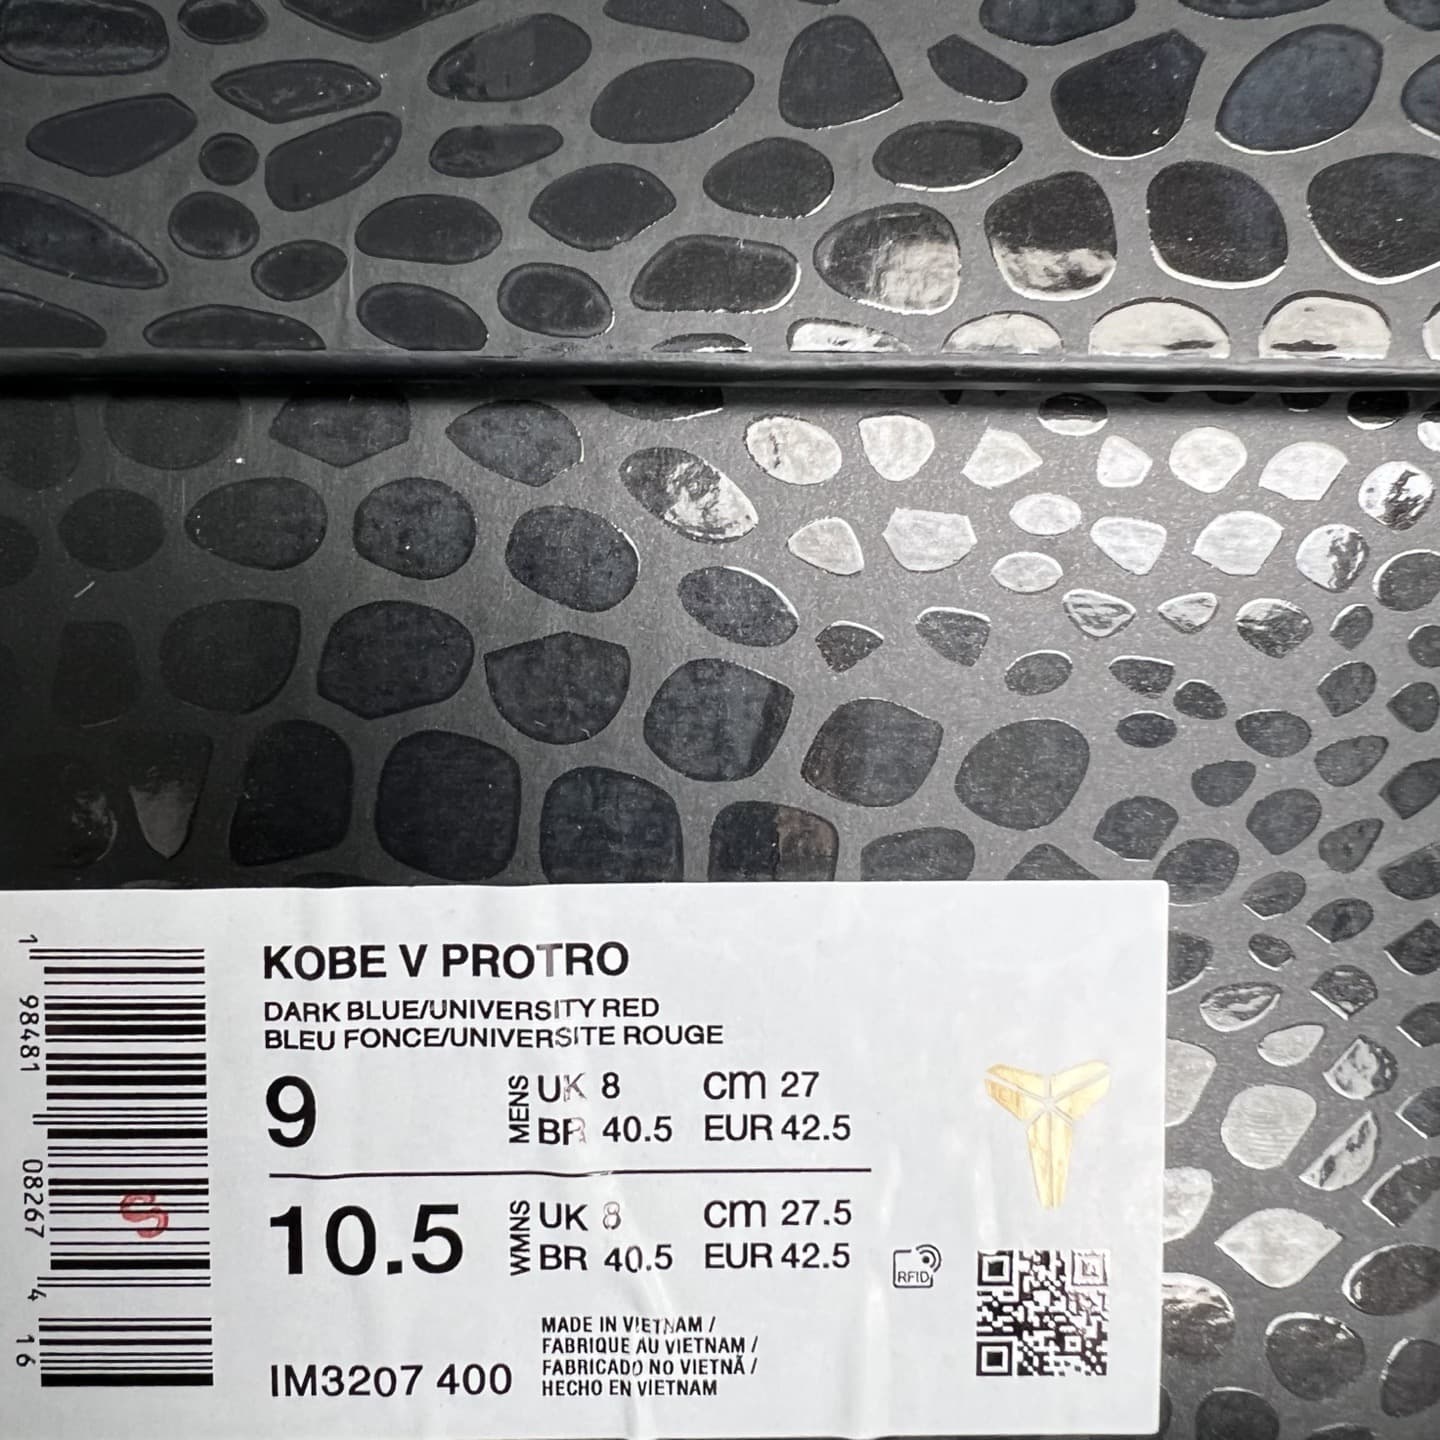 KOBE V PROTRO
DARK BLUE/UNIVERSITY RED
BLEU FONCE/UNIVERSITE ROUGE
9 MENS UK 8 cm 27
BR 40.5 EUR 42.5
10.5 WMNS UK 8 cm 27.5
BR 40.5 EUR 42.5
RFID
MADE IN VIETNAM /
FABRIQUE AU VIETNAM /
FABRICADO NO VIETNÃ /
HECHO EN VIETNAM
IM3207 400
1 98481 08267 4 16
S